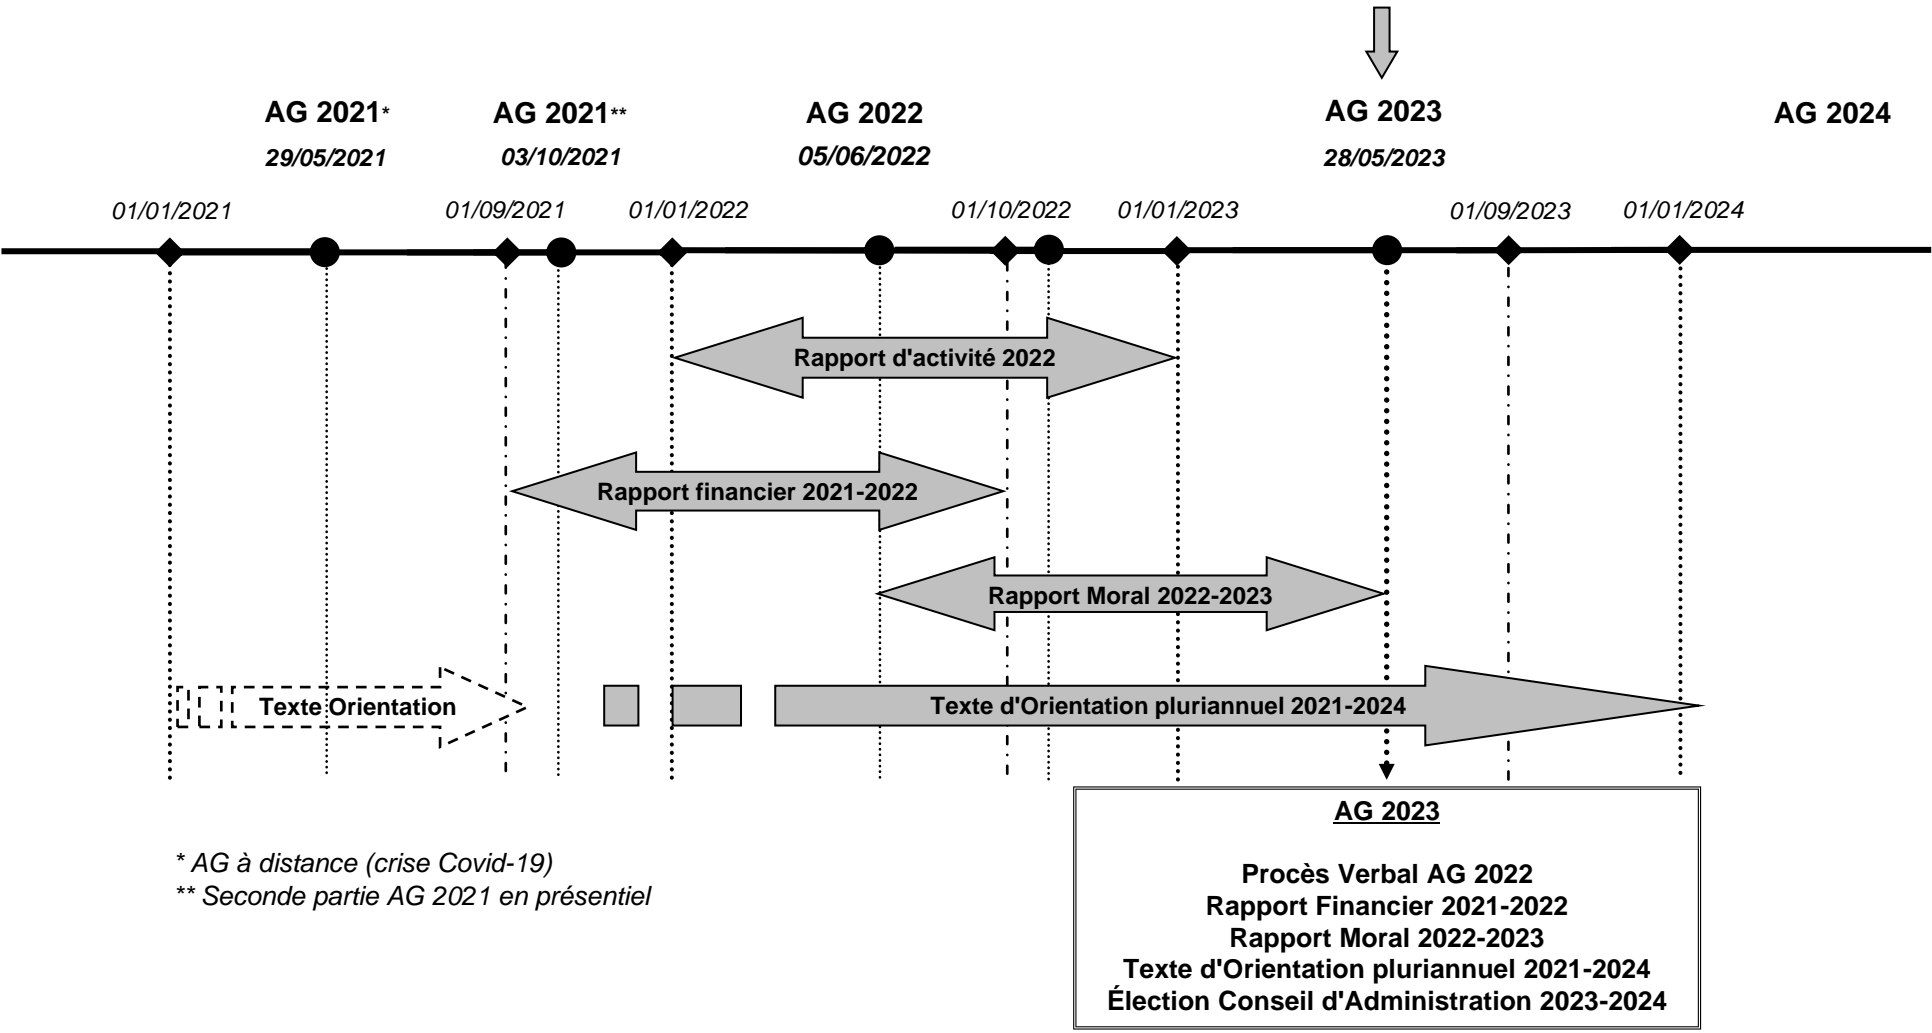 AG 2021*
29/05/2021
AG 2021**
03/10/2021
AG 2022
05/06/2022
AG 2023
28/05/2023
AG 2024
01/01/2021
01/09/2021
01/01/2022
01/10/2022
01/01/2023
01/09/2023
01/01/2024
Rapport d'activité 2022
Rapport financier 2021-2022
Rapport Moral 2022-2023
Texte Orientation
Texte d'Orientation pluriannuel 2021-2024
* AG à distance (crise Covid-19)
** Seconde partie AG 2021 en présentiel
AG 2023
Procès Verbal AG 2022
Rapport Financier 2021-2022
Rapport Moral 2022-2023
Texte d'Orientation pluriannuel 2021-2024
Élection Conseil d'Administration 2023-2024